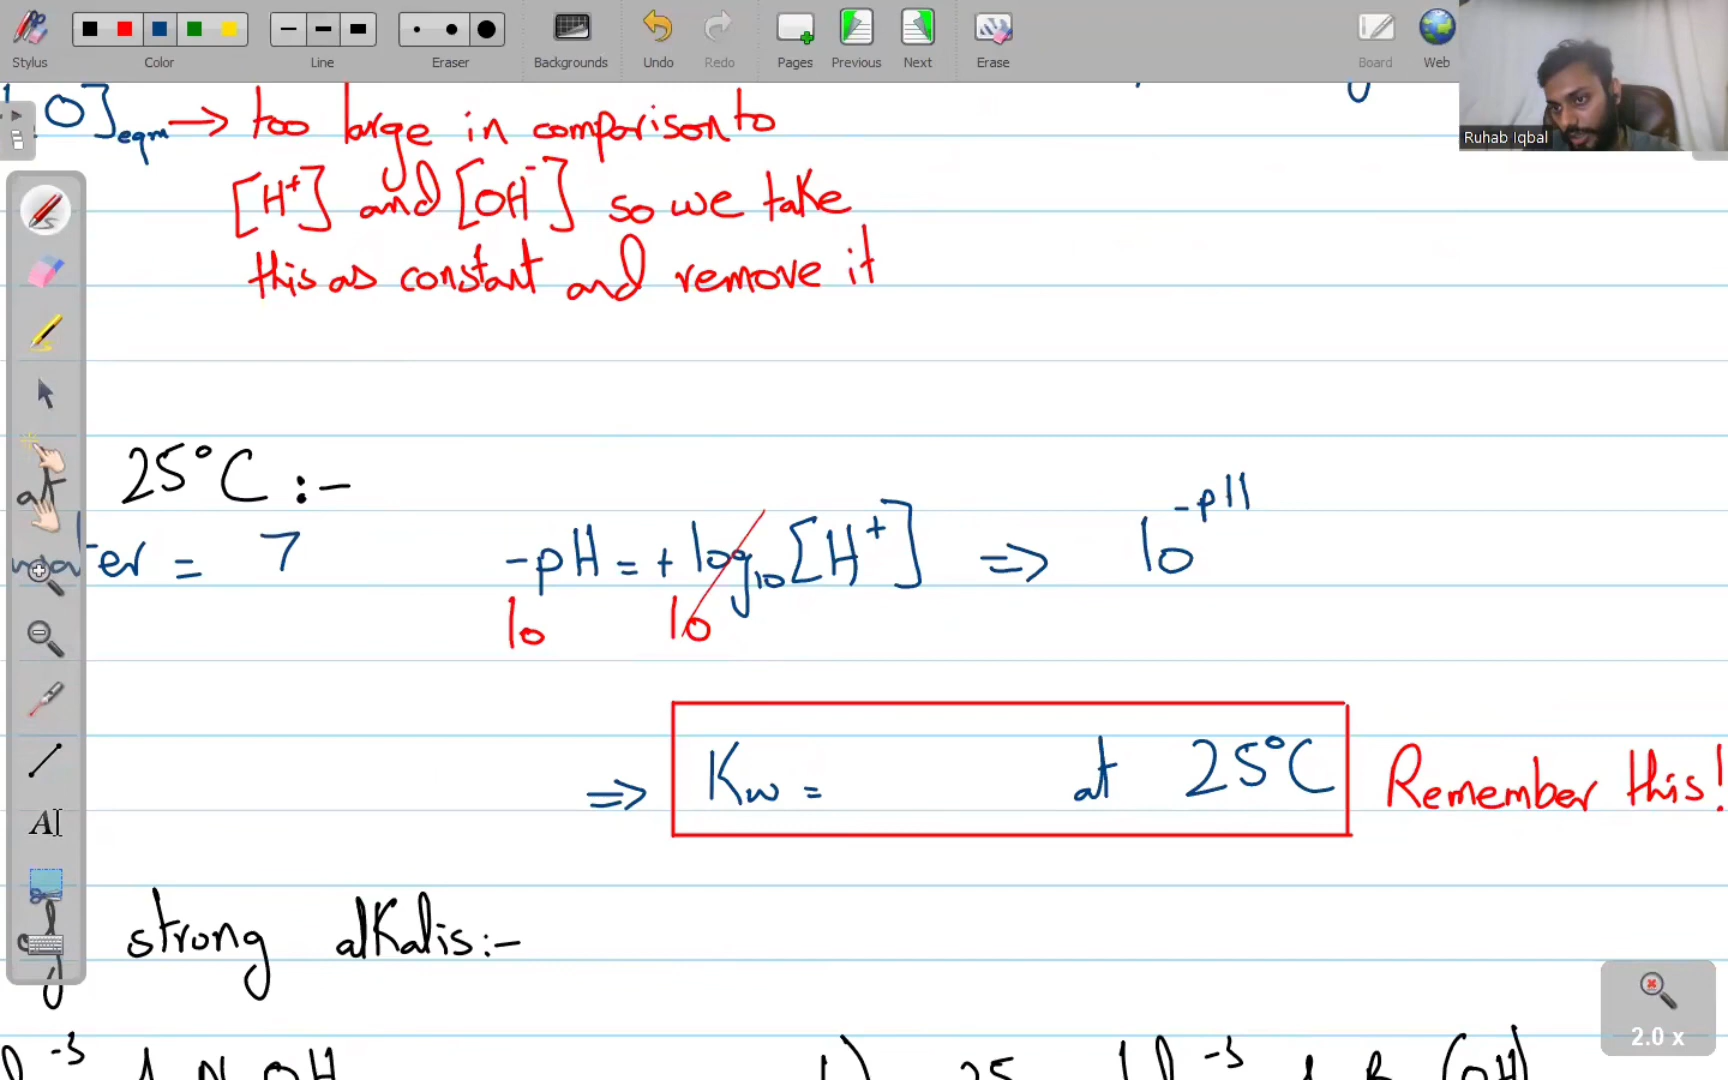 Stylus
Color
Line
Eraser
Backgrounds
Undo
Redo
Pages
Previous
Next
Erase
Board
Web
Ruhab Iqbal
O]eqm → too large in comparison to
[H⁺] and [OH⁻] so we take
this as constant and remove it
at 25°C :-
water = 7
-pH = + log₁₀ [H⁺] => 10^-pH
10 10
=> Kw = at 25°C Remember this!
strong alkalis:-
2.0 x